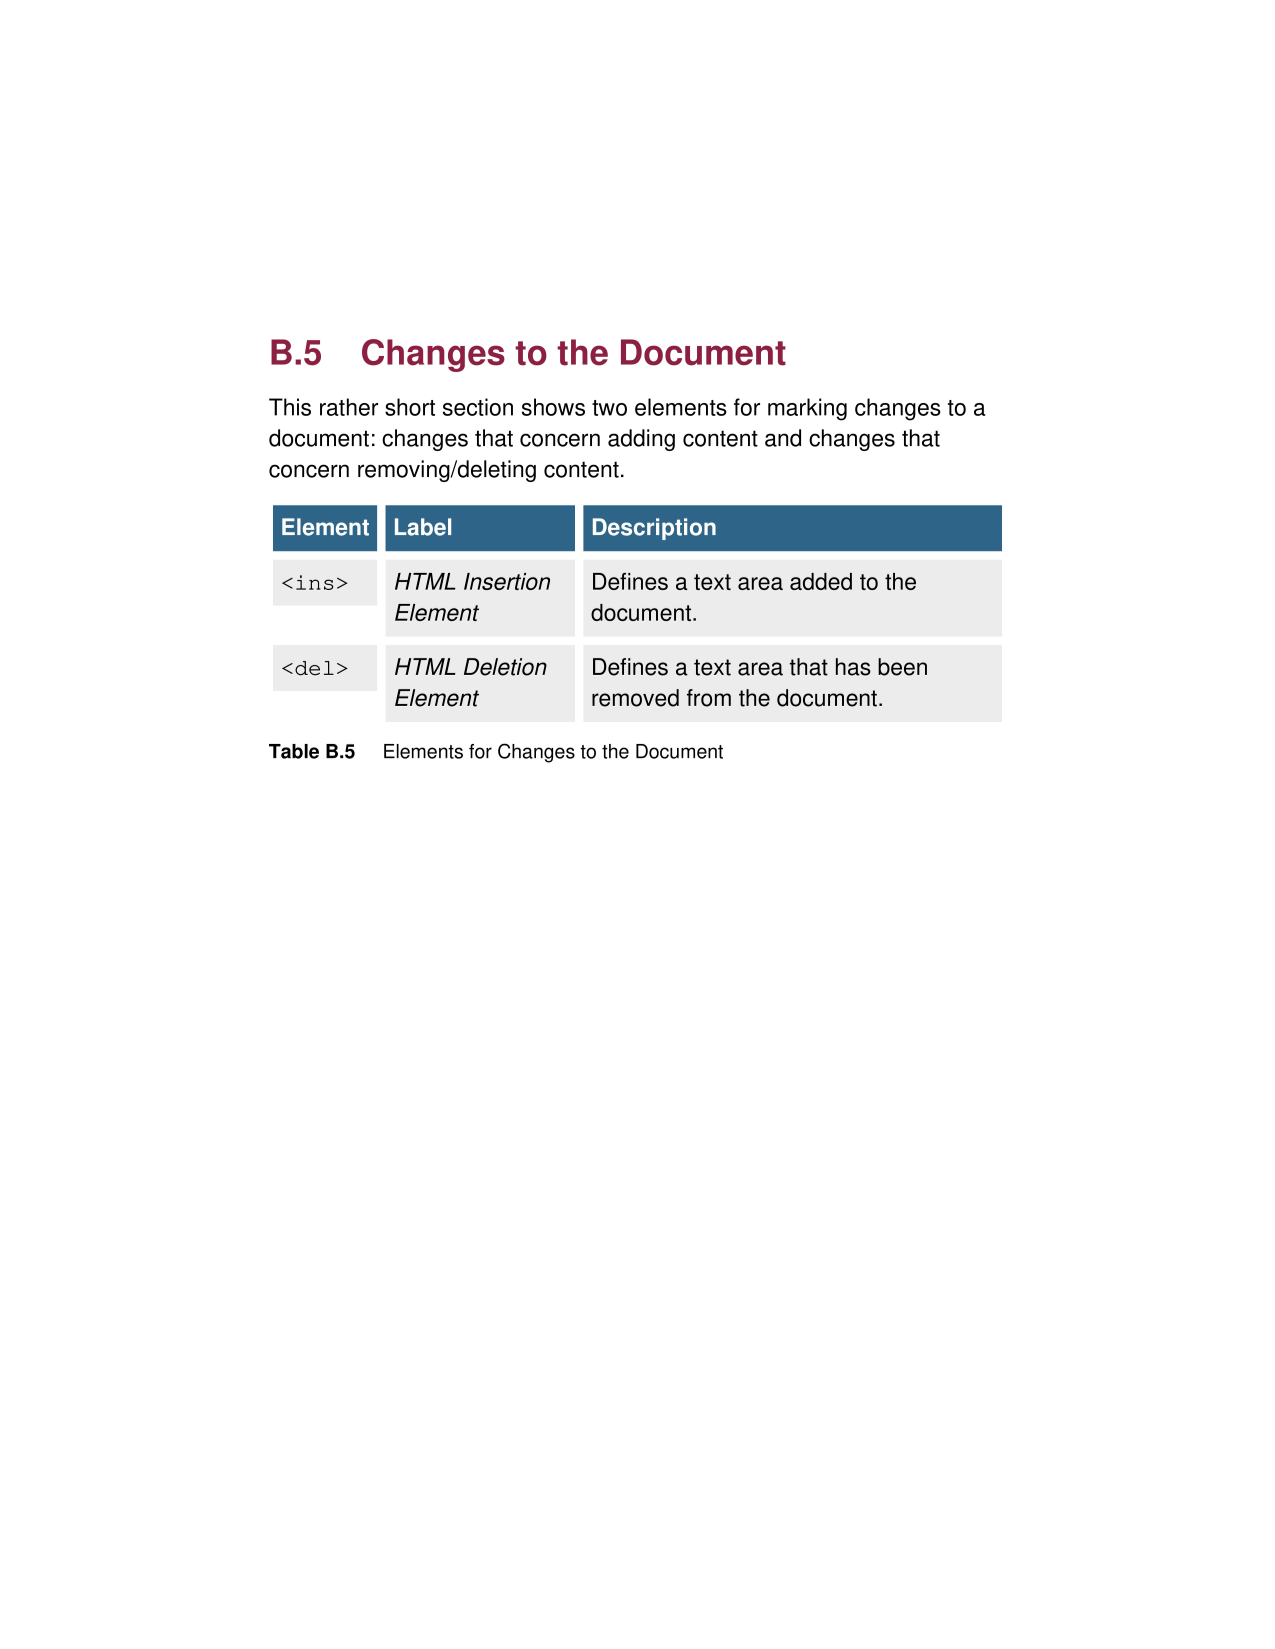 B.5 Changes to the Document
This rather short section shows two elements for marking changes to a
document: changes that concern adding content and changes that
concern removing/deleting content.
Element Label Description
<ins> HTML Insertion Defines a text area added to the
Element document.
<del> HTML Deletion Defines a text area that has been
Element removed from the document.
Table B.5 Elements for Changes to the Document